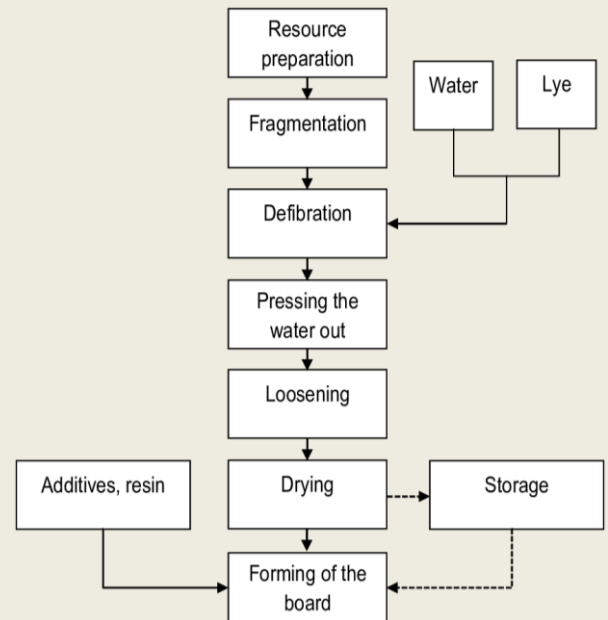 Resource
preparation
Fragmentation
Water
Lye
Defibration
Pressing the
water out
Loosening
Additives, resin
Drying
Storage
Forming of the
board